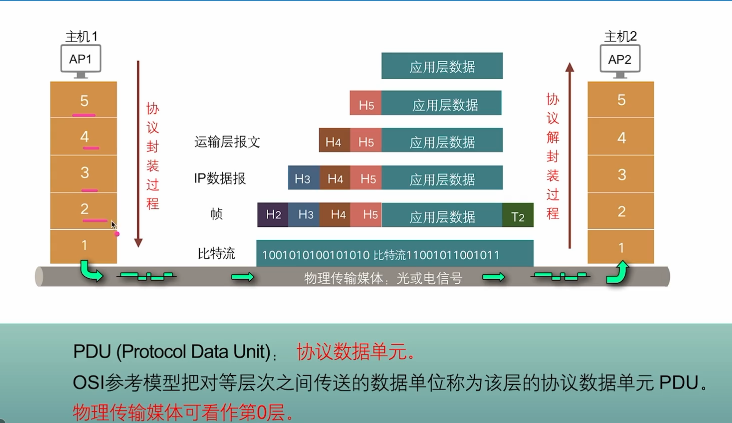 主机1
主机2
AP1
AP2
应用层数据
5
协议封装过程
H5 应用层数据
协议解封装过程
5
4
运输层报文
H4 H5 应用层数据
4
3
IP数据报
H3 H4 H5 应用层数据
3
2
帧
H2 H3 H4 H5 应用层数据 T2
2
1
比特流
1001010100101010 比特流11001011001011
1
物理传输媒体:光或电信号
PDU (Protocol Data Unit): 协议数据单元。
OSI参考模型把对等层次之间传送的数据单位称为该层的协议数据单元 PDU。
物理传输媒体可看作第0层。